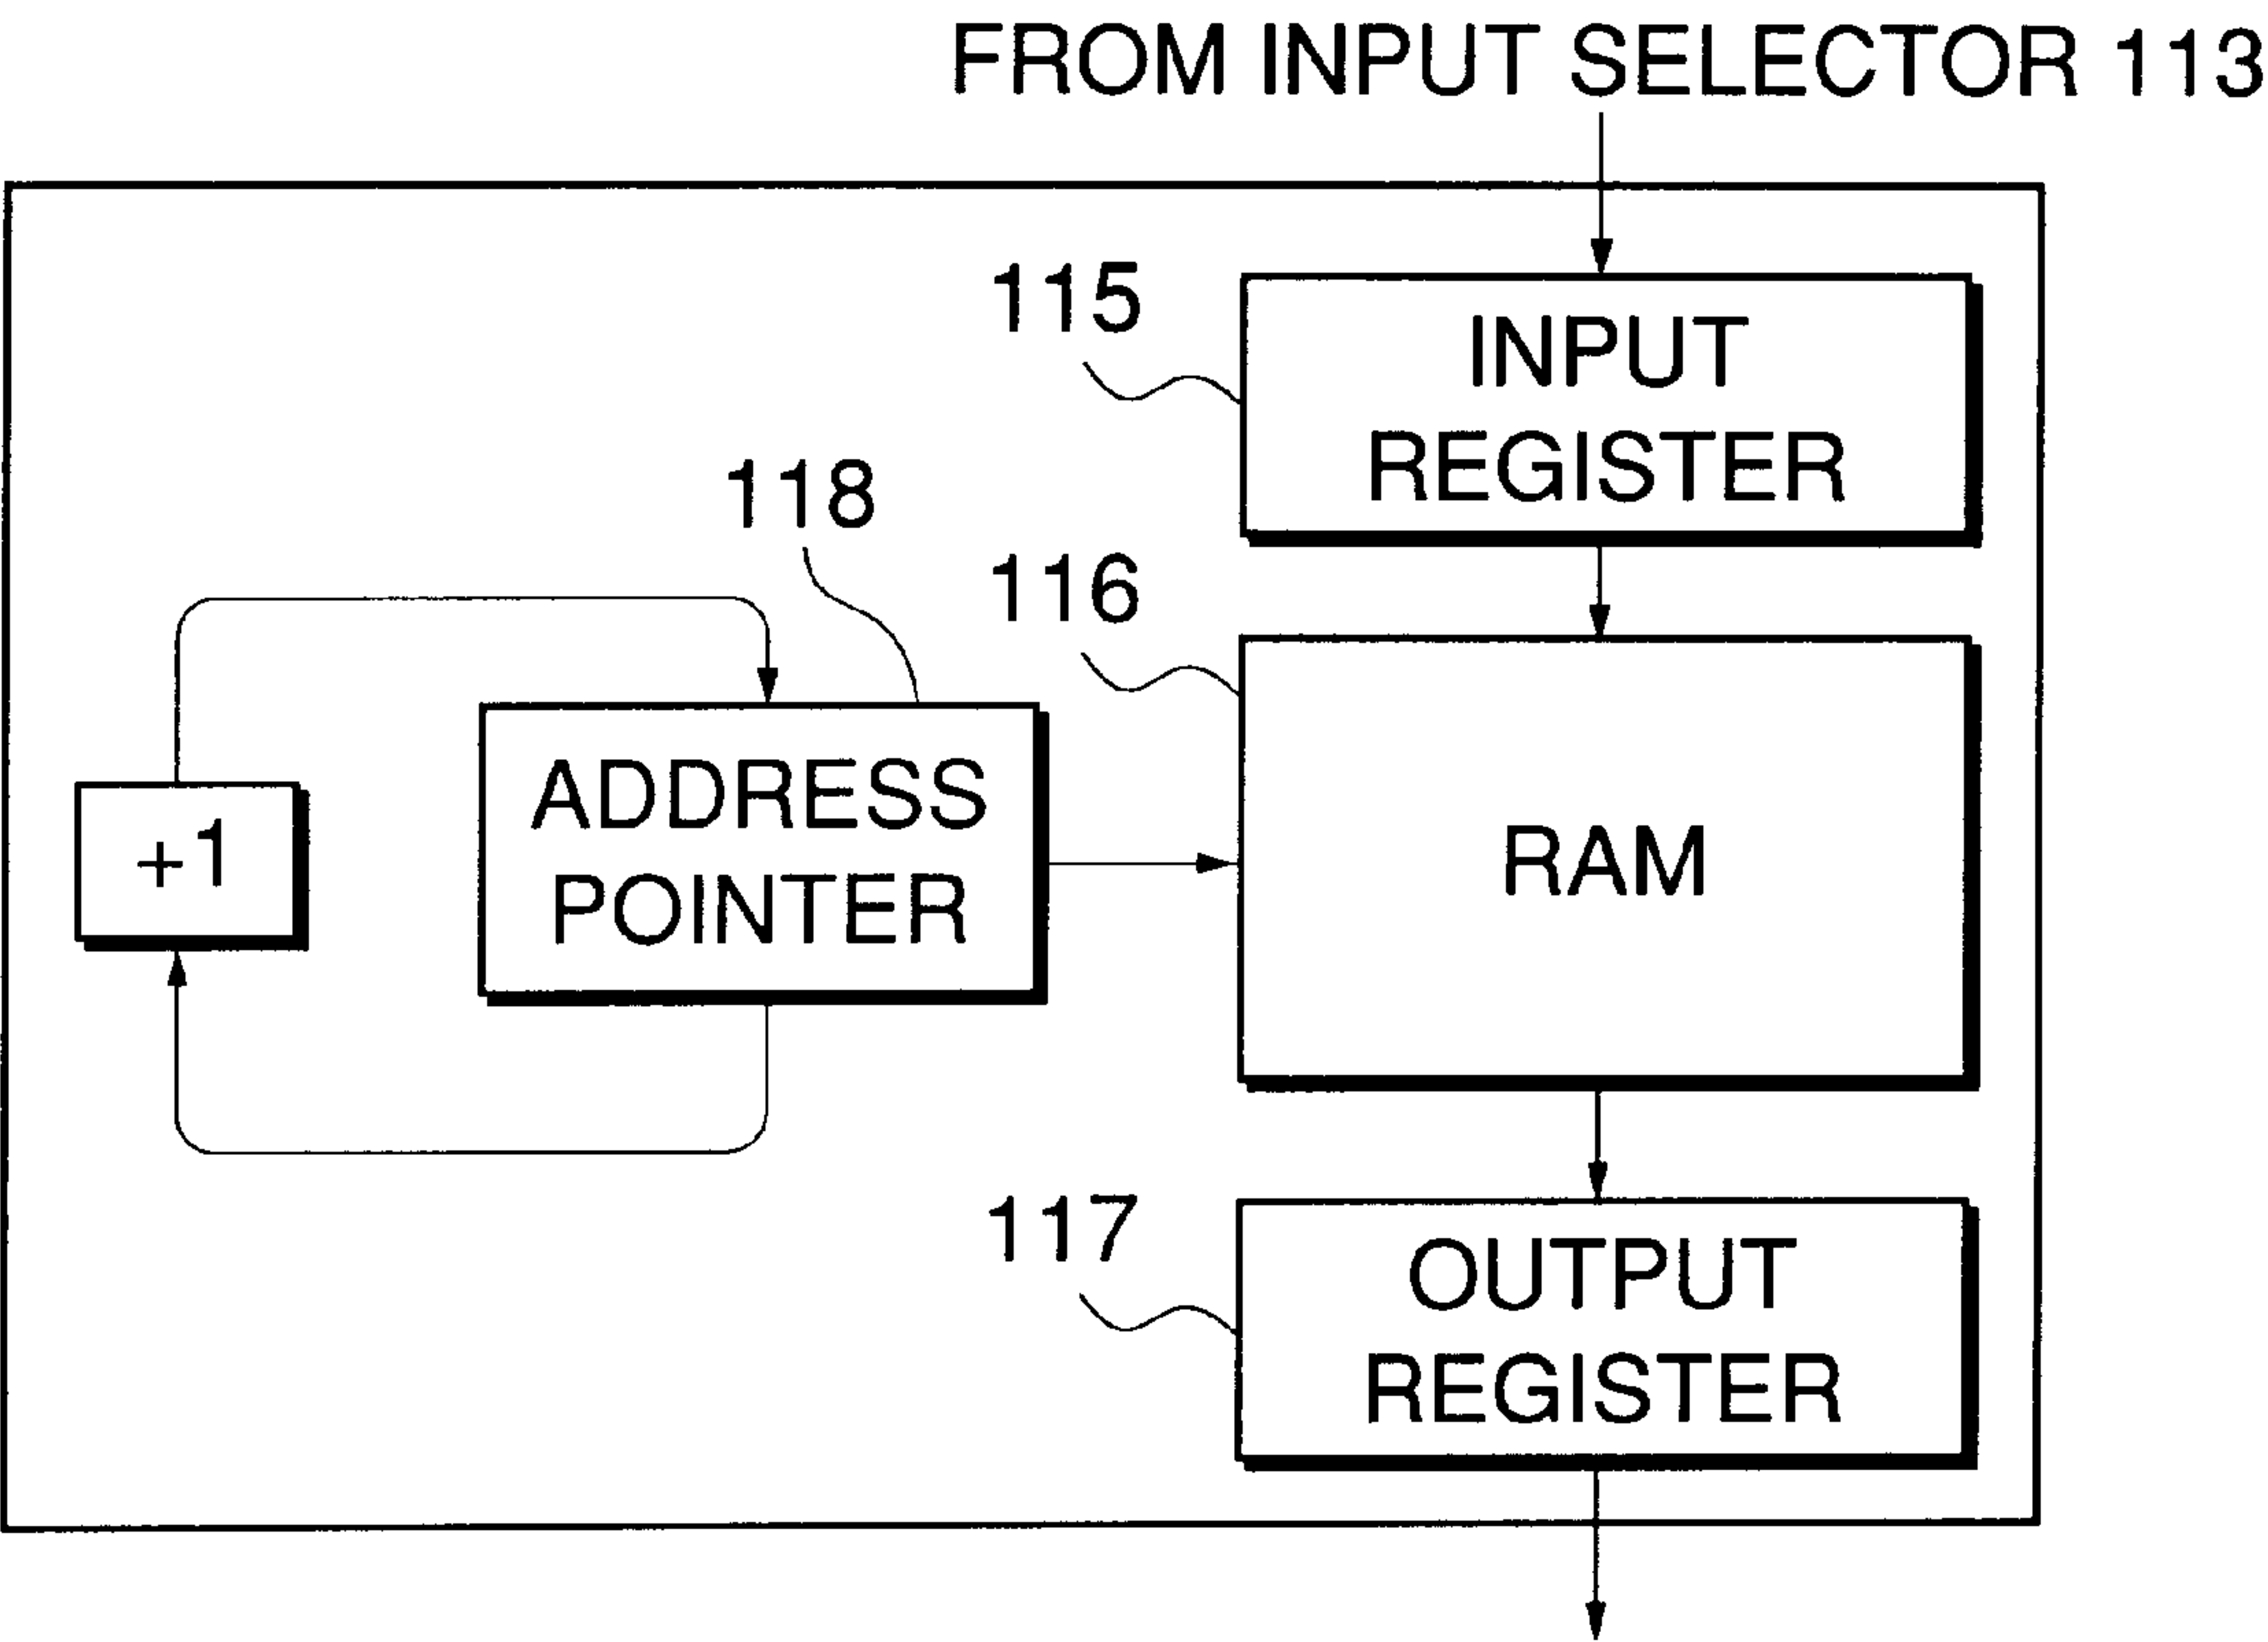 FROM INPUT SELECTOR 113
115
INPUT
REGISTER
118
116
ADDRESS
POINTER
+1
RAM
117
OUTPUT
REGISTER